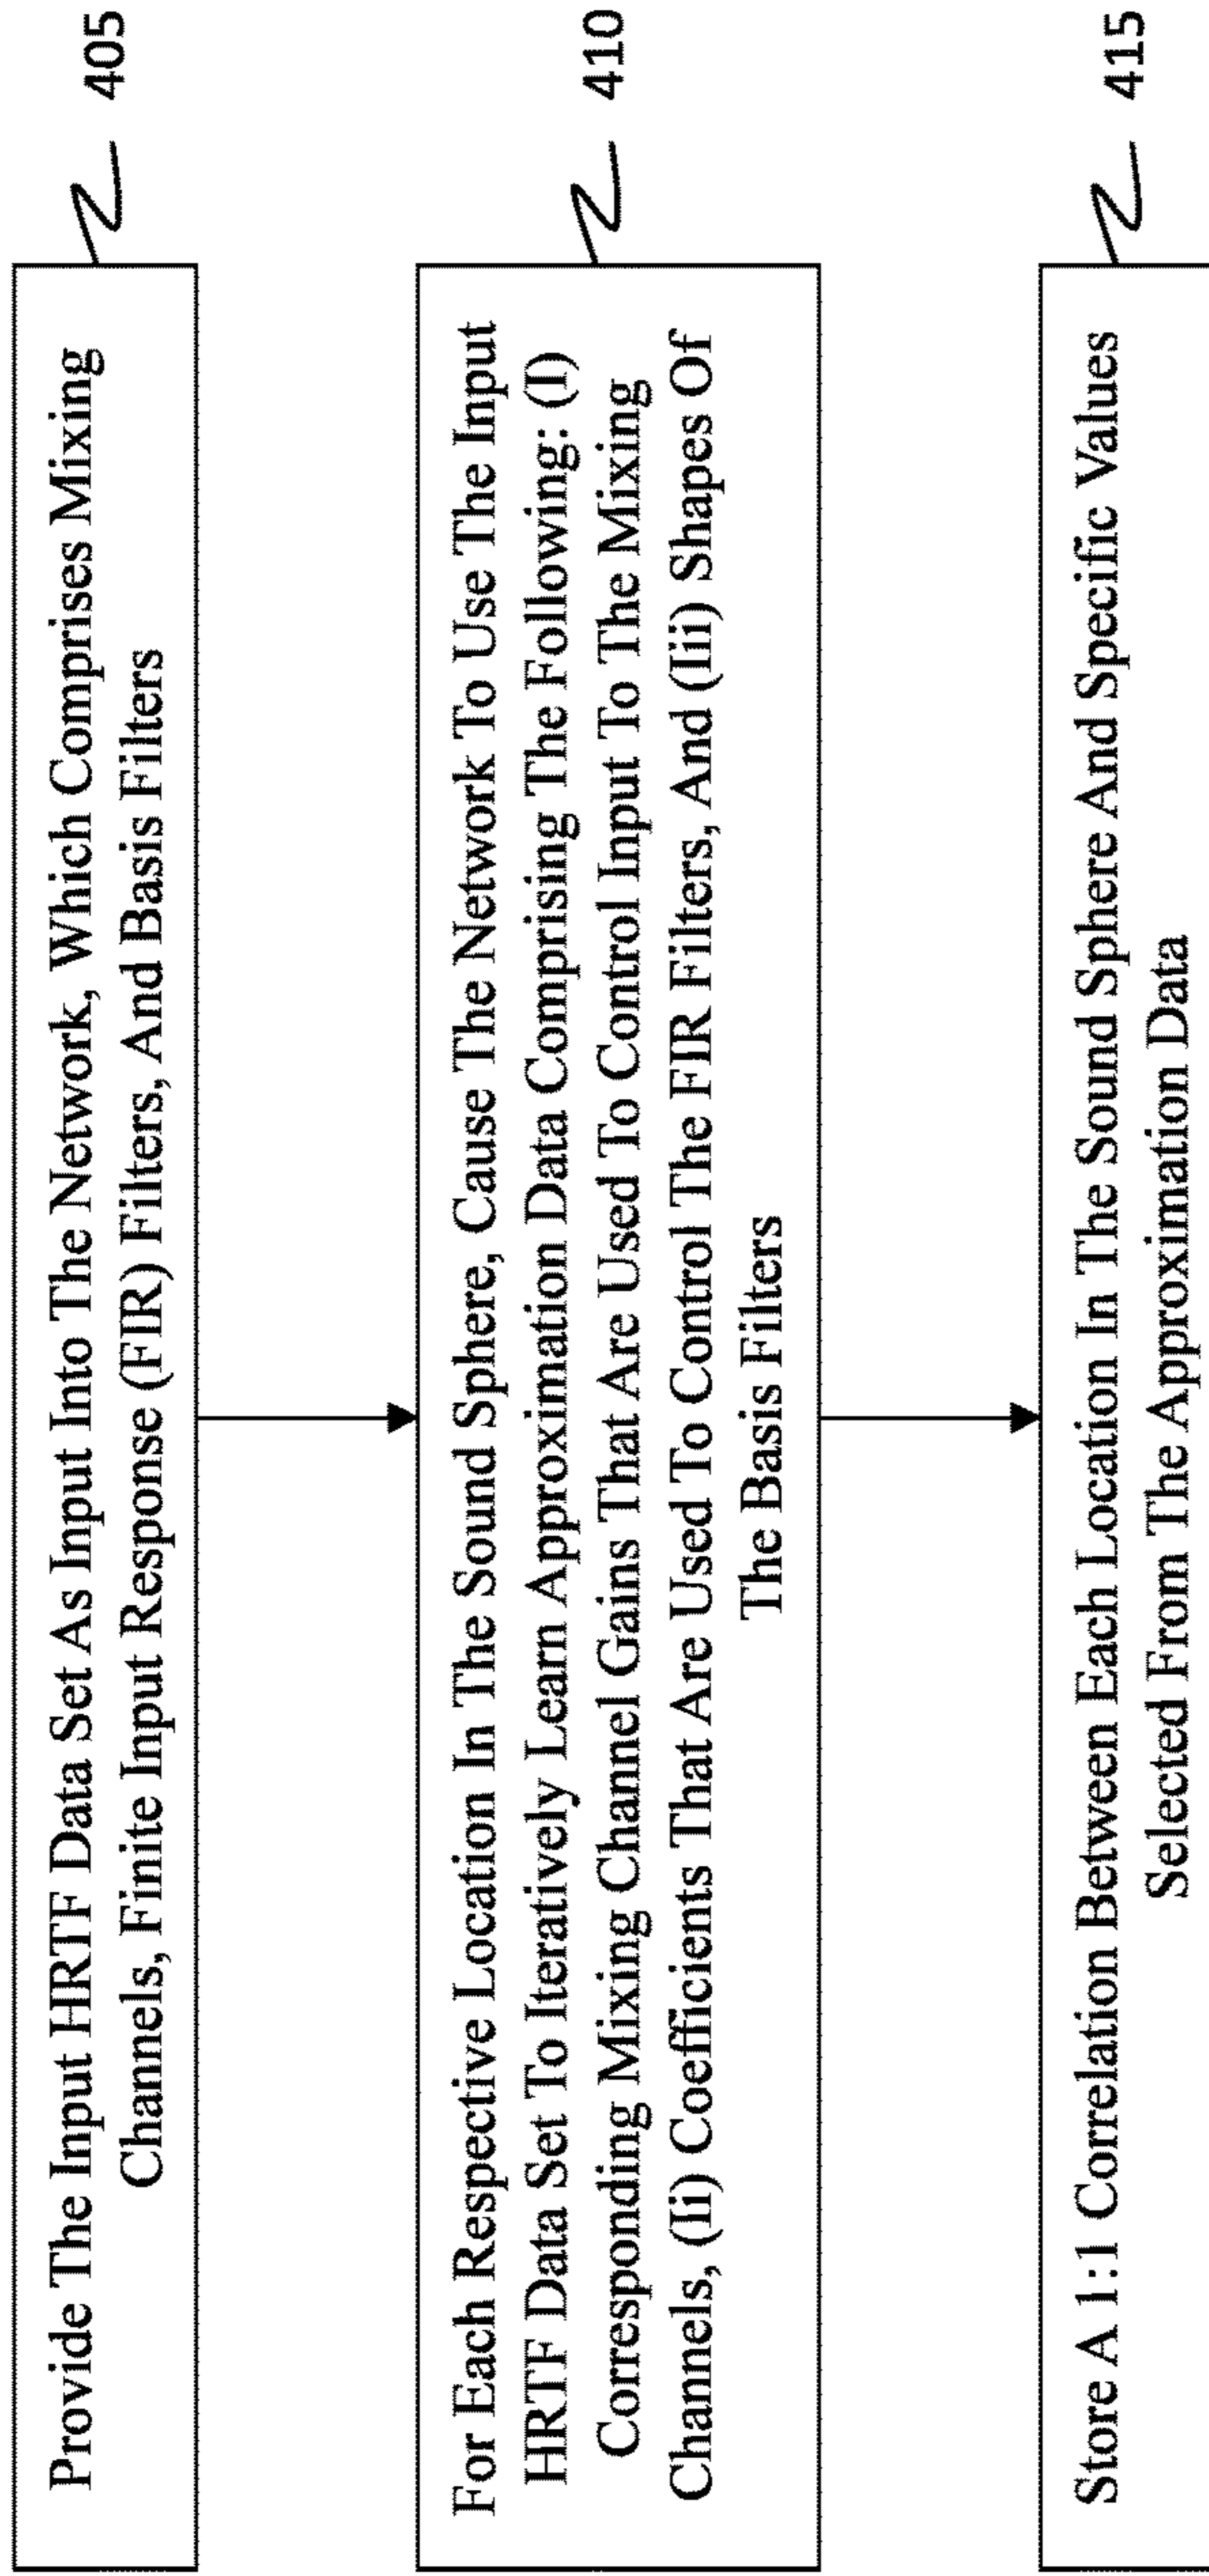 Provide The Input HRTF Data Set As Input Into The Network, Which Comprises Mixing
Channels, Finite Input Response (FIR) Filters, And Basis Filters
405
For Each Respective Location In The Sound Sphere, Cause The Network To Use The Input
HRTF Data Set To Iteratively Learn Approximation Data Comprising The Following: (I)
Corresponding Mixing Channel Gains That Are Used To Control Input To The Mixing
Channels, (Ii) Coefficients That Are Used To Control The FIR Filters, And (Iii) Shapes Of
The Basis Filters
410
Store A 1:1 Correlation Between Each Location In The Sound Sphere And Specific Values
Selected From The Approximation Data
415